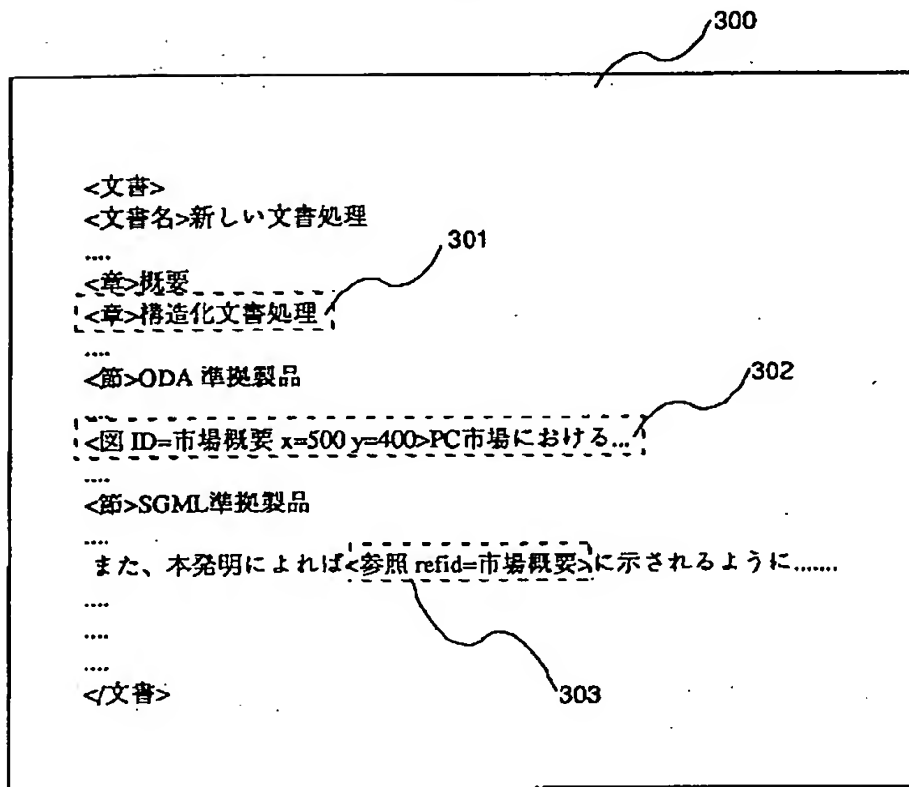 300
<文書>
<文書名>新しい文書処理
....
301
<章>概要
<章>構造化文書処理
....
<節>ODA 準拠製品
302
....
<図 ID=市場概要 x=500 y=400>PC市場における...
....
<節>SGML準拠製品
....
また、本発明によれば<参照 refid=市場概要>に示されるように.......
....
....
....
</文書>
303